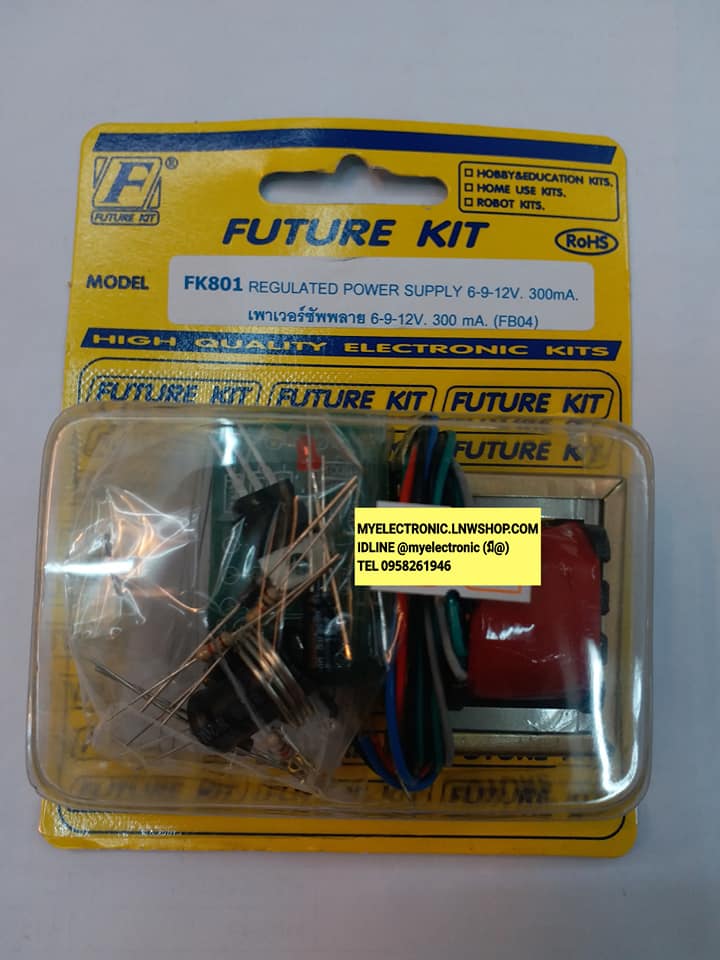 F ®
FUTURE KIT
HOBBY&EDUCATION KITS.
HOME USE KITS.
ROBOT KITS.
FUTURE KIT
RoHS
MODEL
FK801 REGULATED POWER SUPPLY 6-9-12V. 300mA.
เพาเวอร์ซัพพลาย 6-9-12V. 300 mA. (FB04)
HIGH QUALITY ELECTRONIC KITS
FUTURE KIT FUTURE KIT FUTURE KIT
FUTURE KIT
MYELECTRONIC.LNWSHOP.COM
IDLINE @myelectronic (มี@)
TEL 0958261946